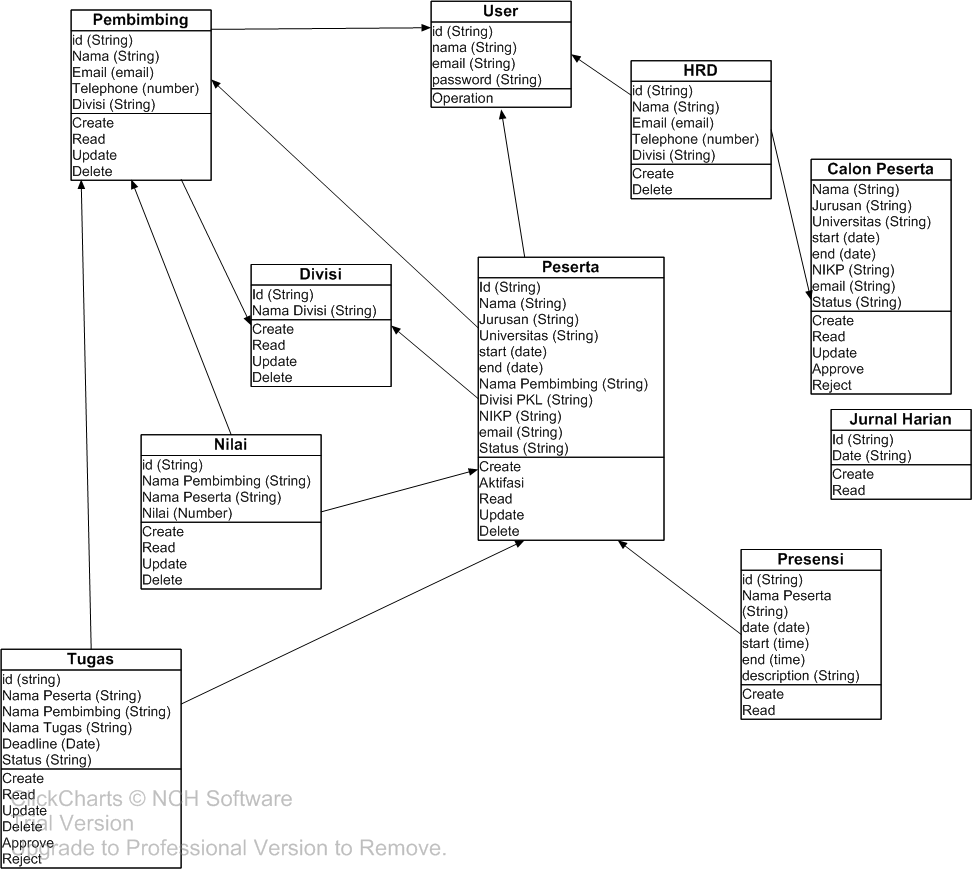 Pembimbing
id (String)
Nama (String)
Email (email)
Telephone (number)
Divisi (String)
Create
Read
Update
Delete
User
id (String)
nama (String)
email (String)
password (String)
Operation
HRD
id (String)
Nama (String)
Email (email)
Telephone (number)
Divisi (String)
Create
Delete
Calon Peserta
Nama (String)
Jurusan (String)
Universitas (String)
start (date)
end (date)
NIKP (String)
email (String)
Status (String)
Create
Read
Update
Approve
Reject
Divisi
Id (String)
Nama Divisi (String)
Create
Read
Update
Delete
Peserta
Id (String)
Nama (String)
Jurusan (String)
Universitas (String)
start (date)
end (date)
Nama Pembimbing (String)
Divisi PKL (String)
NIKP (String)
email (String)
Status (String)
Create
Aktifasi
Read
Update
Delete
Jurnal Harian
Id (String)
Date (String)
Create
Read
Nilai
id (String)
Nama Pembimbing (String)
Nama Peserta (String)
Nilai (Number)
Create
Read
Update
Delete
Presensi
id (String)
Nama Peserta
(String)
date (date)
start (time)
end (time)
description (String)
Create
Read
Tugas
id (string)
Nama Peserta (String)
Nama Pembimbing (String)
Nama Tugas (String)
Deadline (Date)
Status (String)
Create
Read
Update
Delete
Approve
Reject
ClickCharts © NCH Software
Trial Version
Upgrade to Professional Version to Remove.